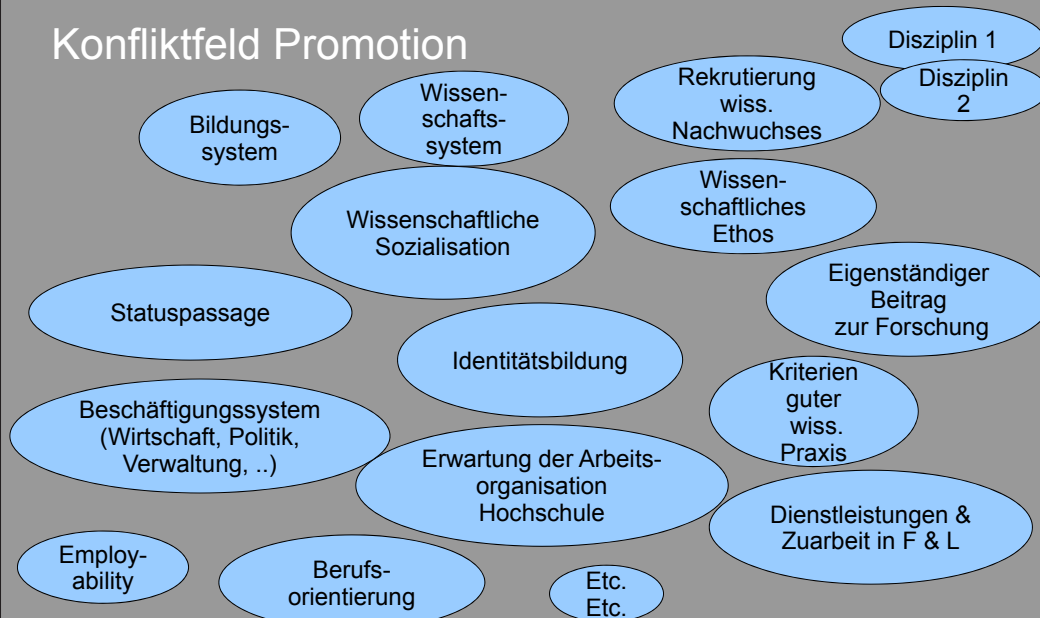 Konfliktfeld Promotion
Disziplin 1
Disziplin
2
Rekrutierung
wiss.
Nachwuchses
Wissen-
schafts-
system
Bildungs-
system
Wissen-
schaftliches
Ethos
Wissenschaftliche
Sozialisation
Eigenständiger
Beitrag
zur Forschung
Statuspassage
Identitätsbildung
Kriterien
guter
wiss.
Praxis
Beschäftigungssystem
(Wirtschaft, Politik,
Verwaltung, ..)
Erwartung der Arbeits-
organisation
Hochschule
Dienstleistungen &
Zuarbeit in F & L
Employ-
ability
Berufs-
orientierung
Etc.
Etc.